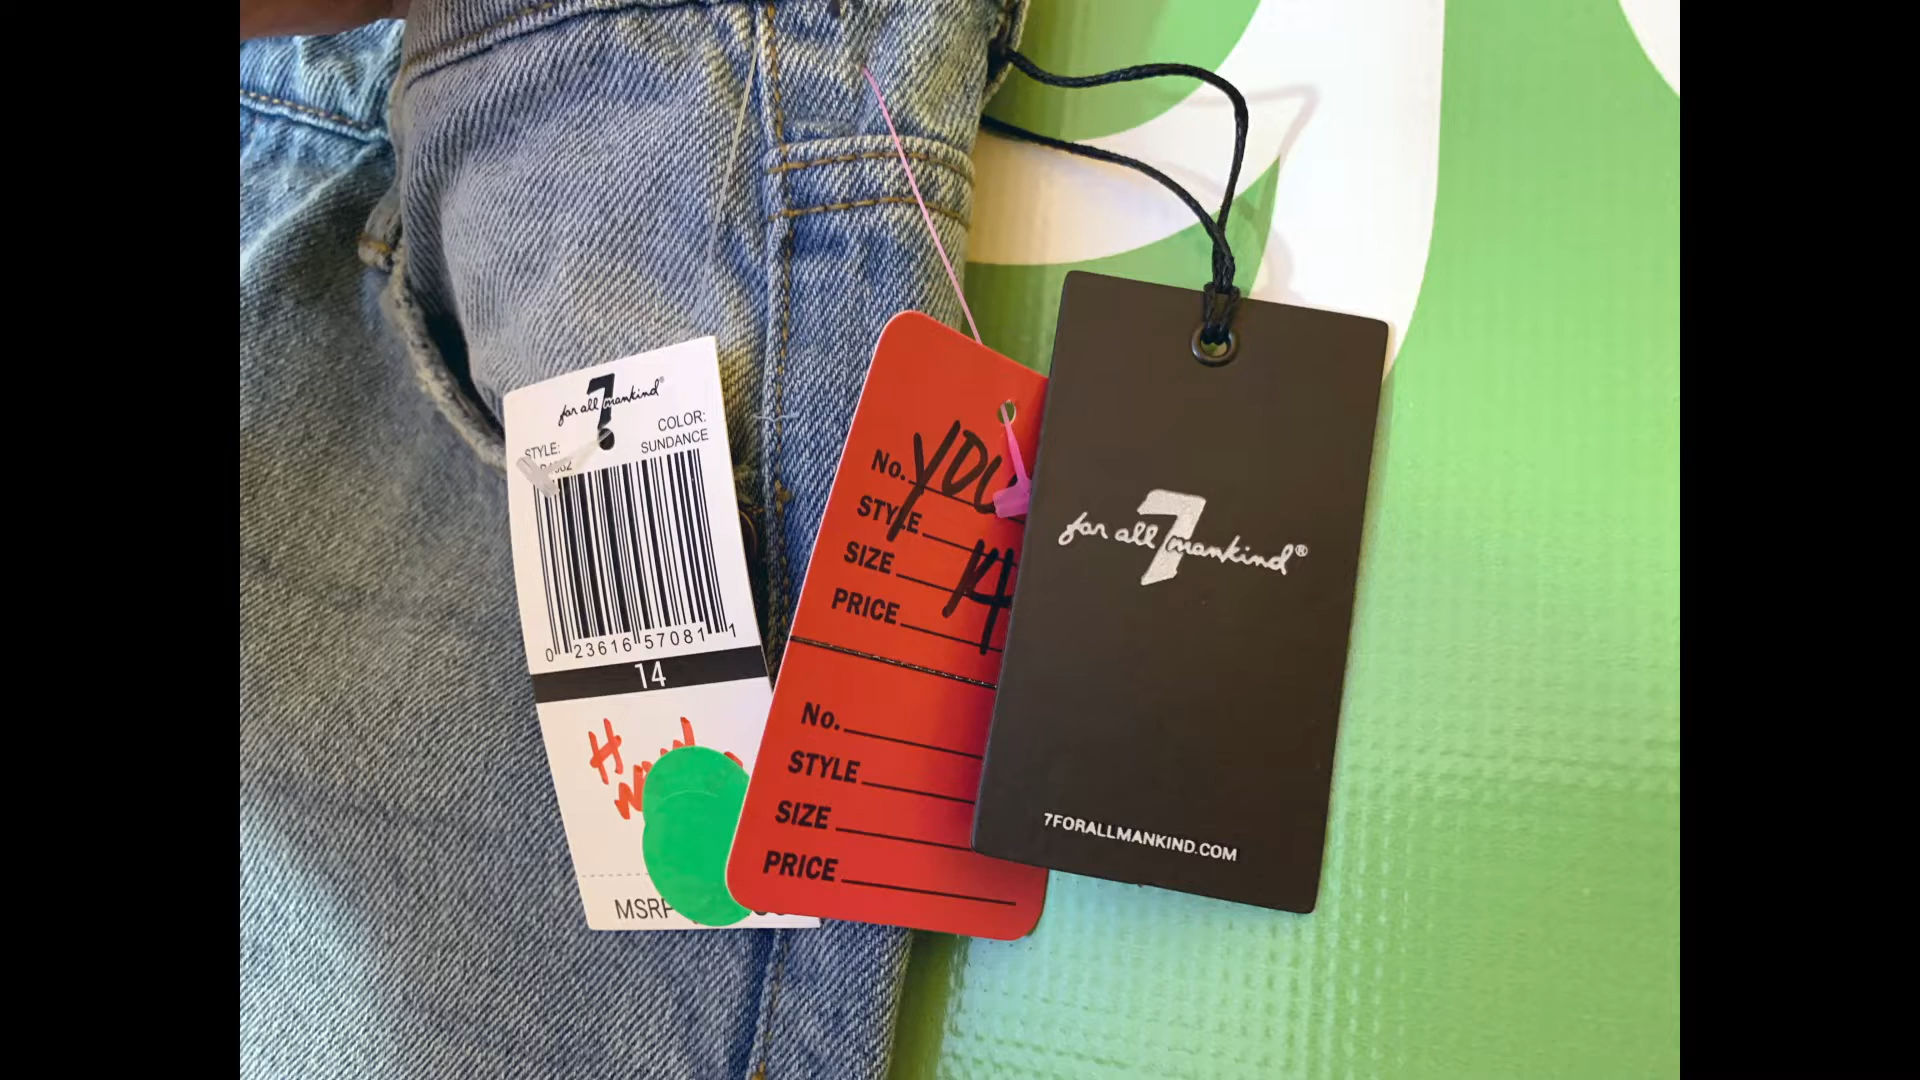 for all 7 mankind®
STYLE:
COLOR:
SUNDANCE
0 23616 57081 1
14
H
MSRP
No.
STYLE
SIZE 14
PRICE
No.
STYLE
SIZE
PRICE
for all 7 mankind®
7FORALLMANKIND.COM